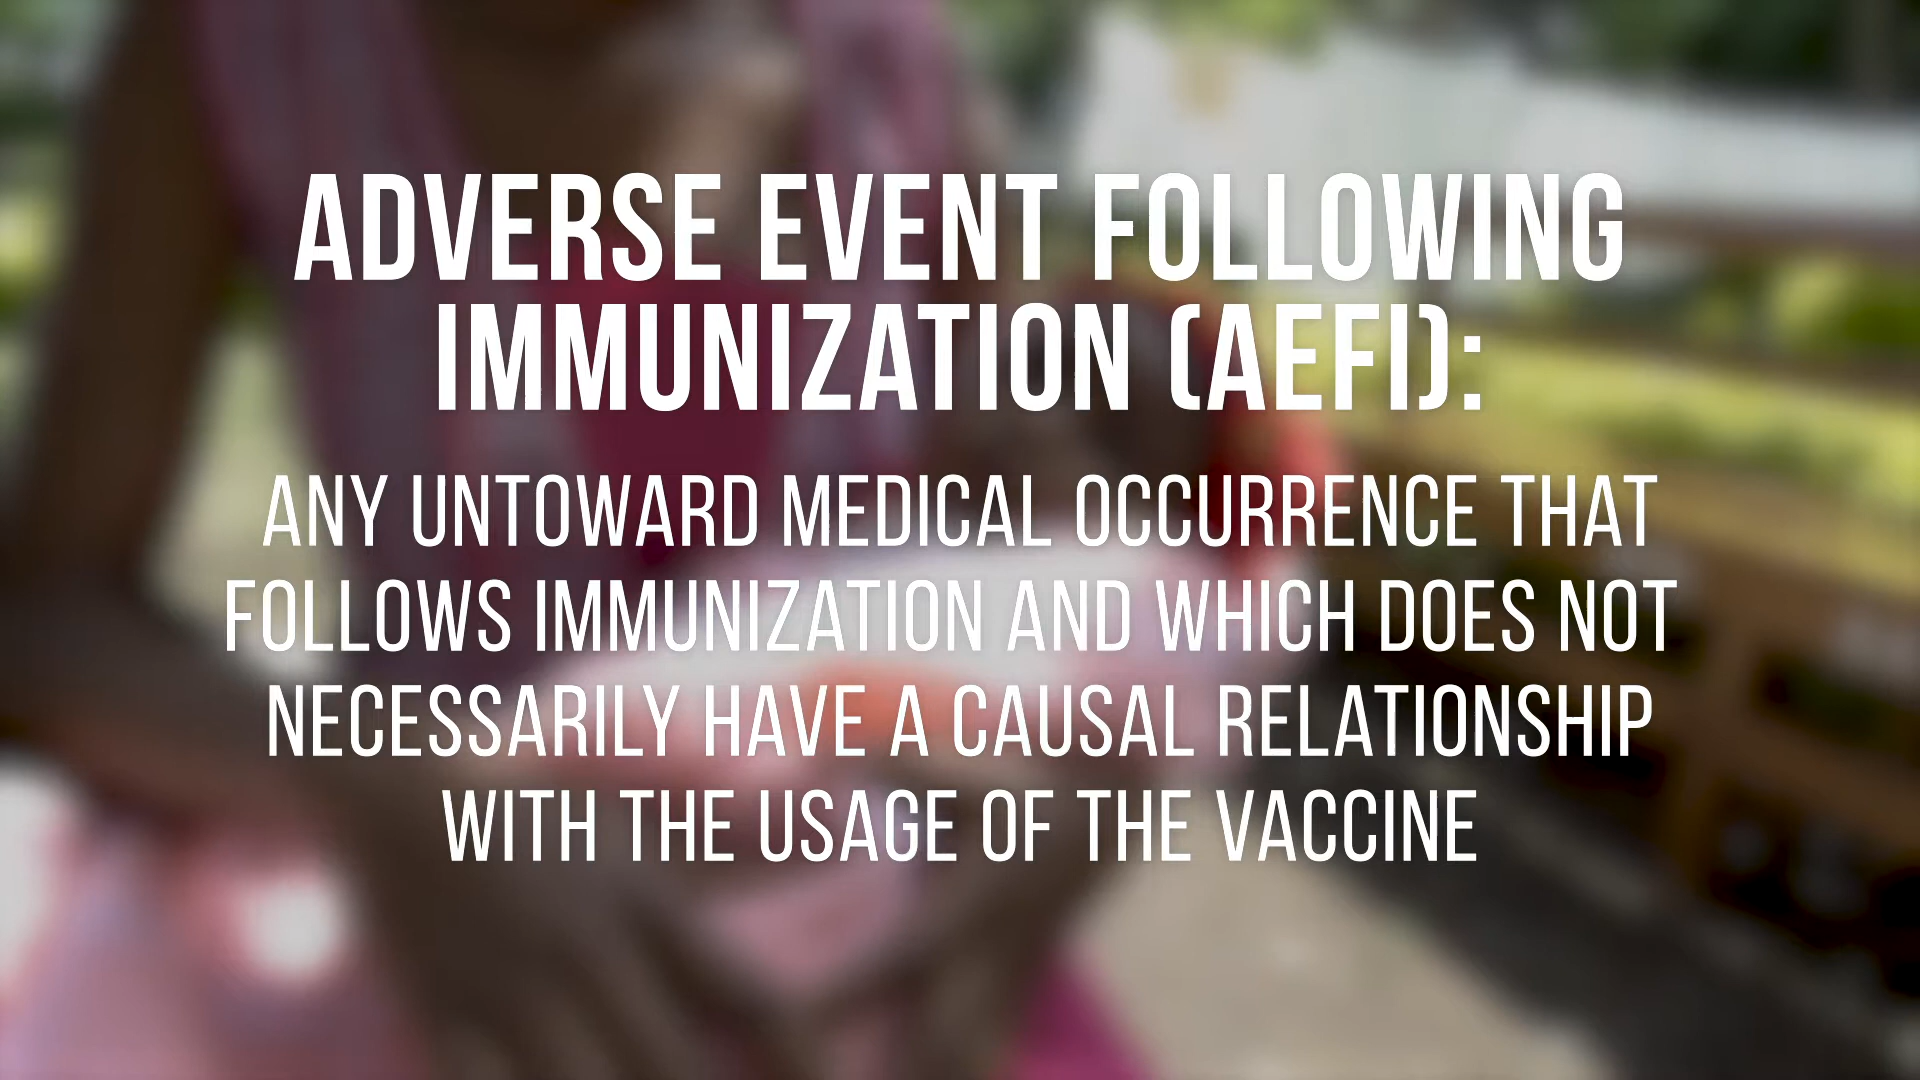 ADVERSE EVENT FOLLOWING
IMMUNIZATION (AEFI):
ANY UNTOWARD MEDICAL OCCURRENCE THAT
FOLLOWS IMMUNIZATION AND WHICH DOES NOT
NECESSARILY HAVE A CAUSAL RELATIONSHIP
WITH THE USAGE OF THE VACCINE